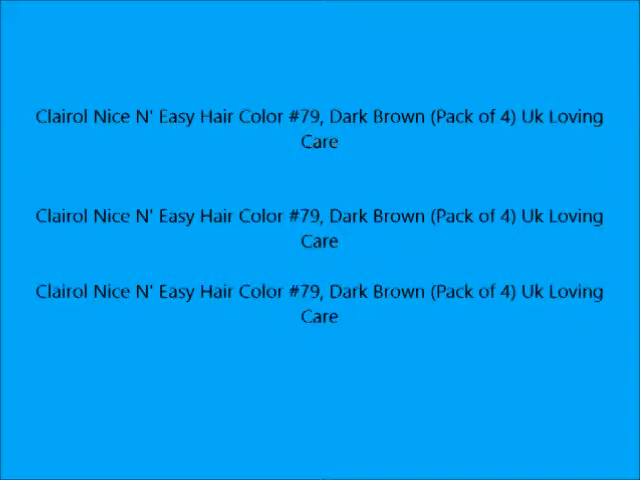 Clairol Nice N' Easy Hair Color #79, Dark Brown (Pack of 4) Uk Loving
Care
Clairol Nice N' Easy Hair Color #79, Dark Brown (Pack of 4) Uk Loving
Care
Clairol Nice N' Easy Hair Color #79, Dark Brown (Pack of 4) Uk Loving
Care